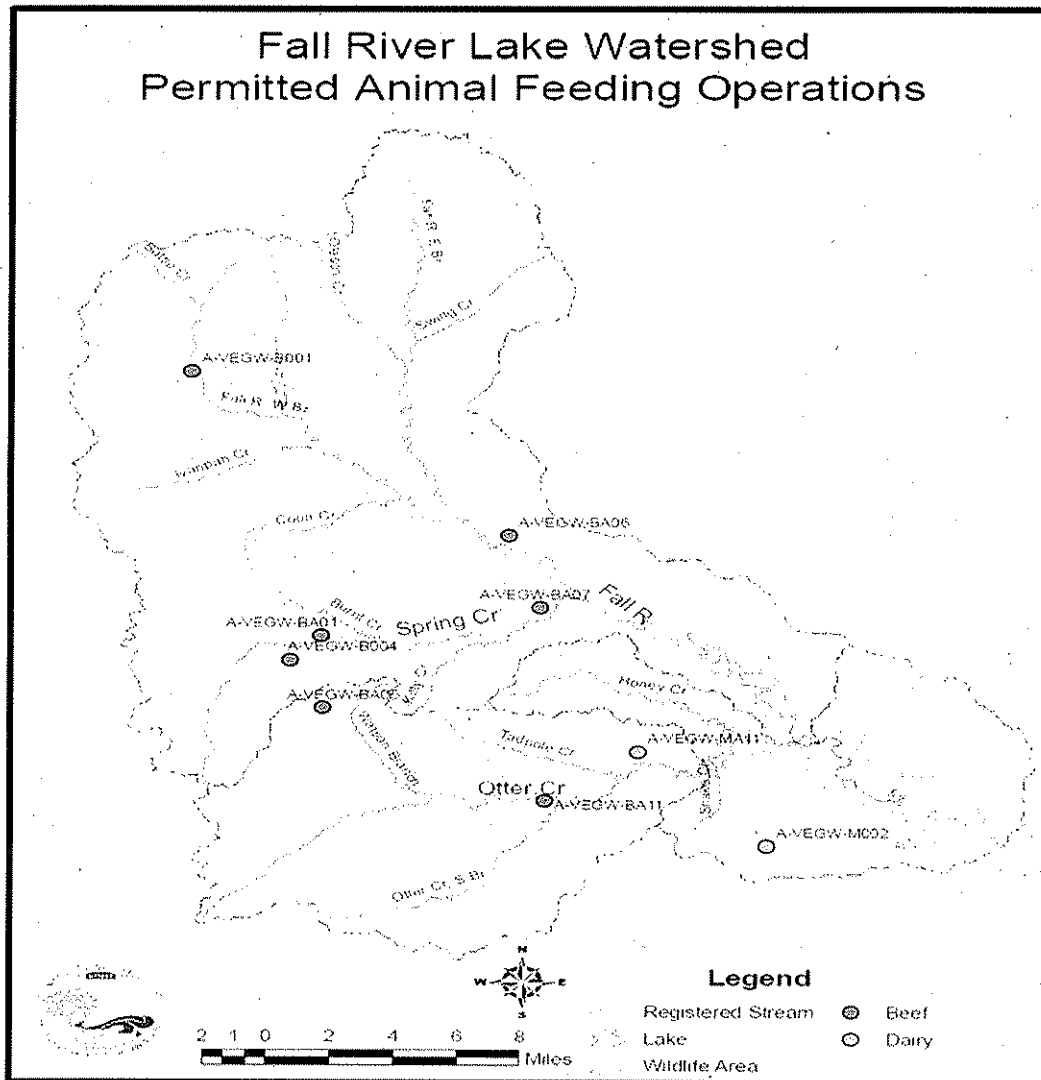 Fall River Lake Watershed
Permitted Animal Feeding Operations
Swing Cr
A-VEGW-B001
Fall R W Br
Ivanpah Cr
A-VEGW-BA06
A-VEGW-BA07
Fall R
Burnt Cr
Spring Cr
A-VEGW-BA01
A-VEGW-B004
Honey Cr
A-VEGW-MA11
Tadpole Cr
Otter Cr
A-VEGW-BA11
A-VEGW-M002
Otter Cr, S Br
N
W E
S
Legend
Registered Stream Beef
Lake Dairy
Wildlife Area
2 1 0 2 4 6 8
Miles